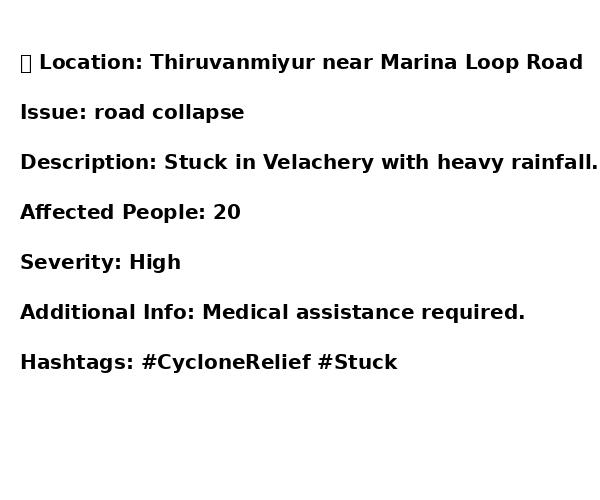 Location: Thiruvanmiyur near Marina Loop Road
Issue: road collapse
Description: Stuck in Velachery with heavy rainfall.
Affected People: 20
Severity: High
Additional Info: Medical assistance required.
Hashtags: #CycloneRelief #Stuck